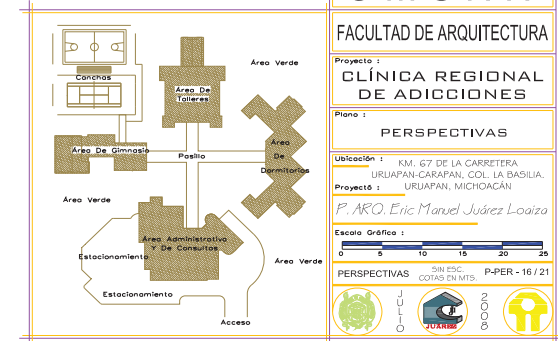 Canchas
Área De
Talleres
Área Verde
Área De Gimnasio
Pasillo
Área
De
Dormitorios
Área Verde
Área Administrativa
Y De Consultas
Estacionamiento
Área Verde
Estacionamiento
Acceso
FACULTAD DE ARQUITECTURA
Proyecto :
CLÍNICA REGIONAL
DE ADICCIONES
Plano :
PERSPECTIVAS
Ubicación : KM. 67 DE LA CARRETERA
URUAPAN-CARAPAN, COL. LA BASILIA.
Proyectó : URUAPAN, MICHOACÁN
P. ARQ. Eric Manuel Juárez Loaiza
Escala Gráfica :
0 5 10 15 20 25
PERSPECTIVAS SIN ESC. COTAS EN MTS. P-PER - 16 / 21
JULIO
JUÁREZ
2008